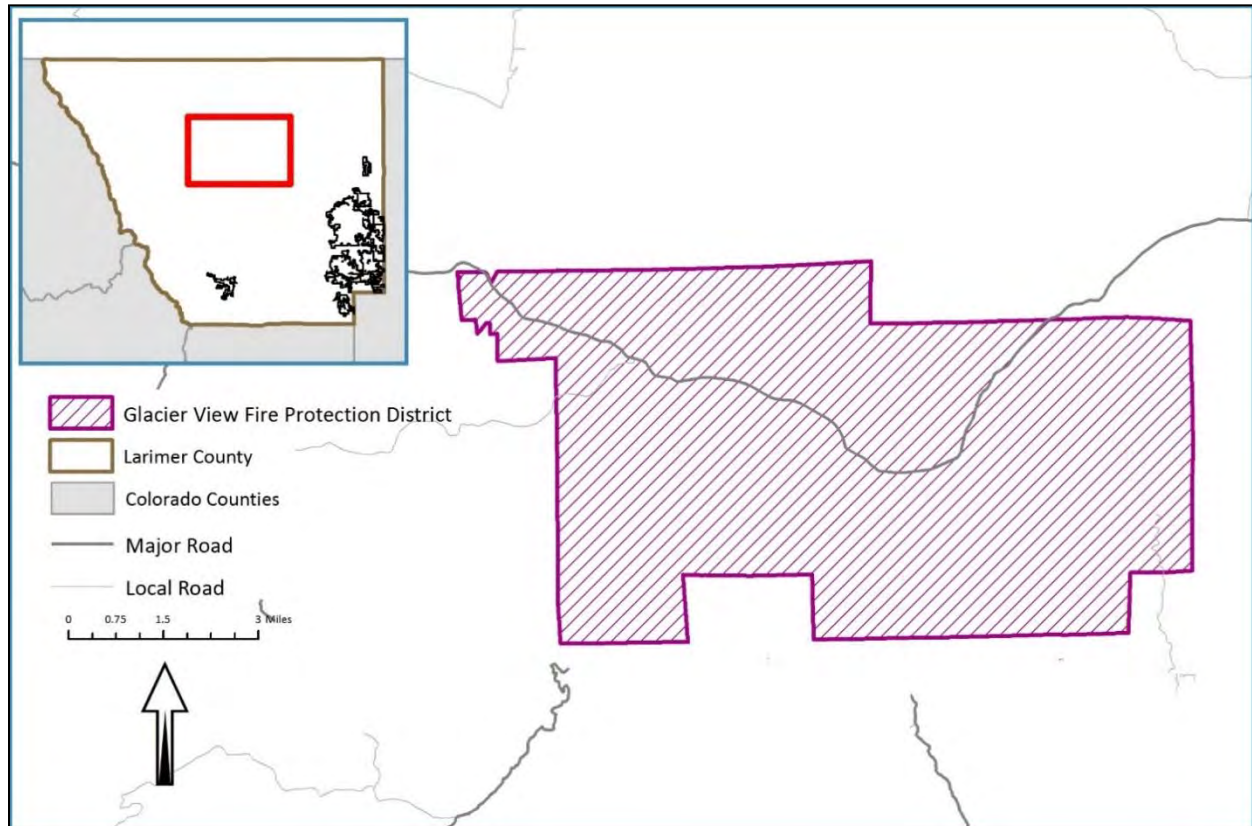 Glacier View Fire Protection District
Larimer County
Colorado Counties
Major Road
Local Road
0 0.75 1.5 3 Miles